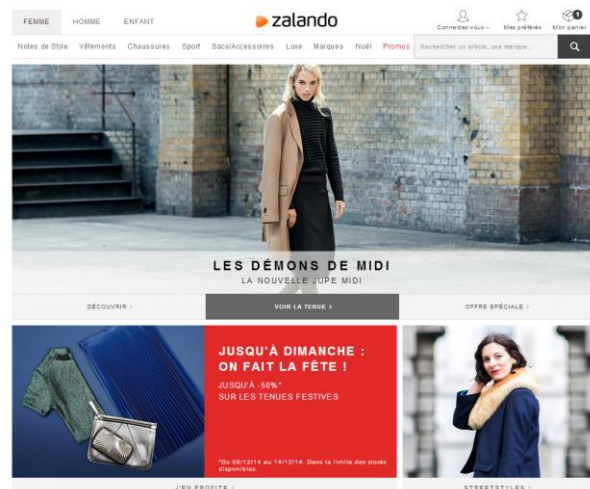 FEMME HOMME ENFANT
zalando
Connectez-vous Mes préférés Mon panier
1
Notes de Style Vêtements Chaussures Sport Sacs/Accessoires Luxe Marques Noël Promos
Rechercher un article, une marque...
LES DÉMONS DE MIDI
LA NOUVELLE JUPE MIDI
DÉCOUVRIR › VOIR LA TENUE › OFFRE SPÉCIALE ›
JUSQU'À DIMANCHE :
ON FAIT LA FÊTE !
JUSQU'À -50%*
SUR LES TENUES FESTIVES
*Du 08/12/14 au 14/12/14. Dans la limite des stocks
disponibles.
J'EN PROFITE › STREETSTYLES ›